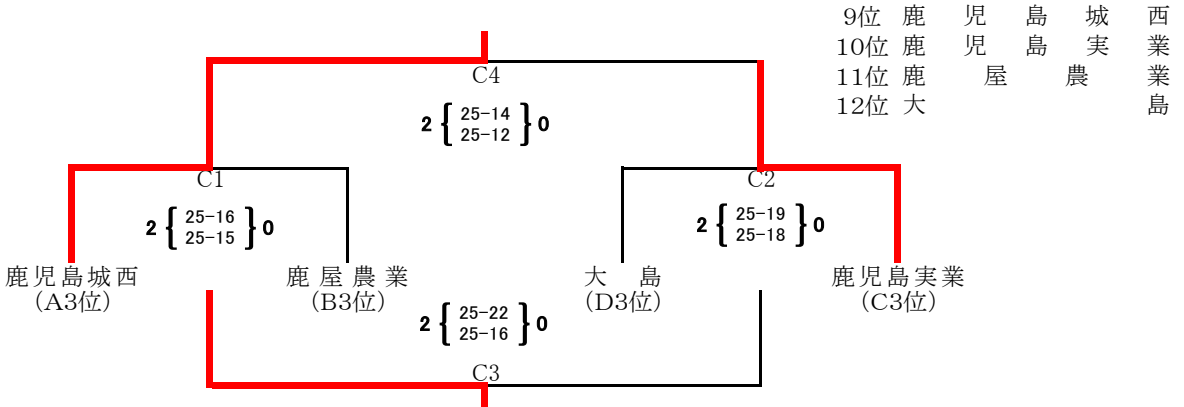 9位 鹿児島城西
10位 鹿児島実業
11位 鹿屋農業
12位 大島
C4
2 { 25-14 } 0
25-12
C1
C2
2 { 25-16 } 0
25-15
2 { 25-19 } 0
25-18
鹿児島城西
(A3位)
鹿屋農業
(B3位)
大島
(D3位)
鹿児島実業
(C3位)
2 { 25-22 } 0
25-16
C3